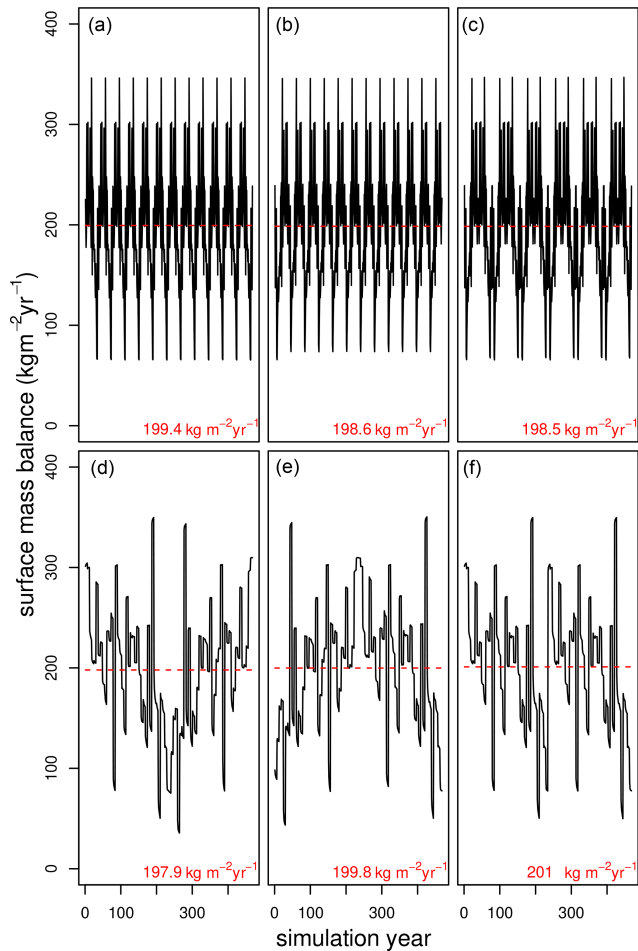 (a) (b) (c)
400
300
200
100
0
199.4 kg m−2yr−1 198.6 kg m−2yr−1 198.5 kg m−2yr−1
surface mass balance (kgm−2yr−1)
(d) (e) (f)
400
300
200
100
0
197.9 kg m−2yr−1 199.8 kg m−2yr−1 201 kg m−2yr−1
0 100 300 0 100 300 0 100 300
simulation year